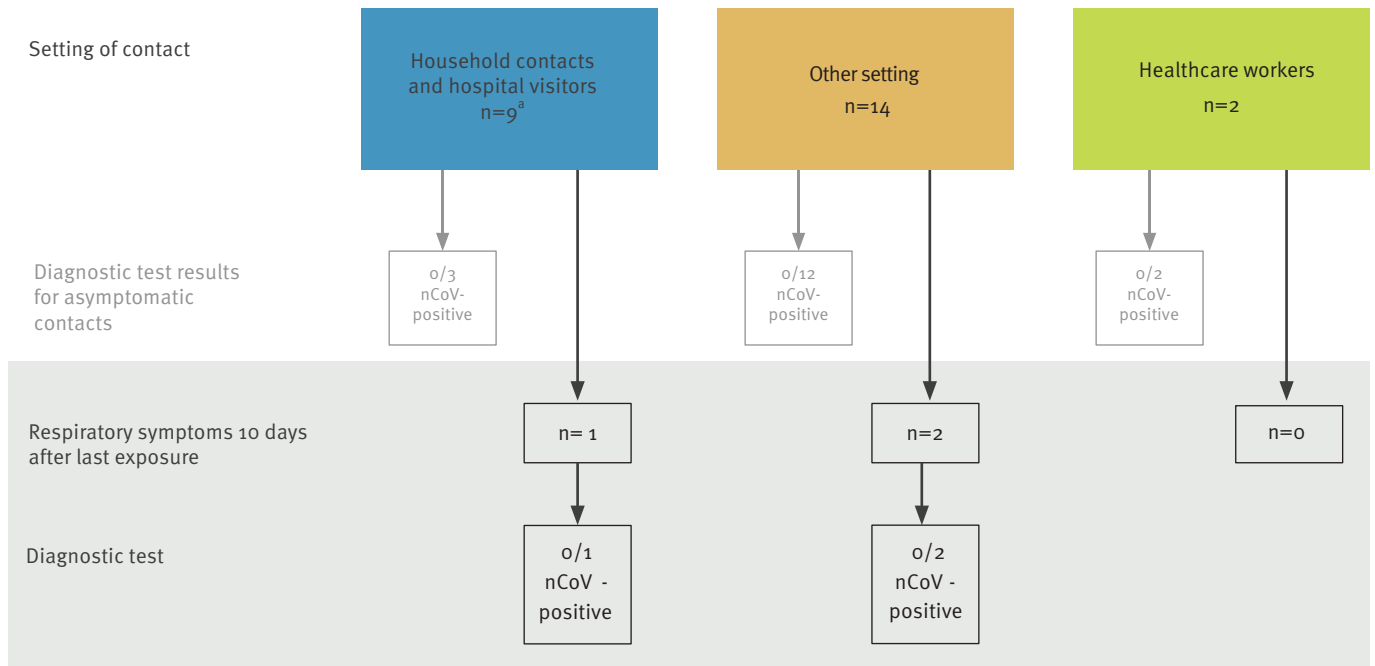 Setting of contact
Household contacts
and hospital visitors
n=9a
Other setting
n=14
Healthcare workers
n=2
Diagnostic test results
for asymptomatic
contacts
0/3
nCoV-
positive
0/12
nCoV-
positive
0/2
nCoV-
positive
Respiratory symptoms 10 days
after last exposure
n= 1
n=2
n=0
Diagnostic test
0/1
nCoV -
positive
0/2
nCoV -
positive